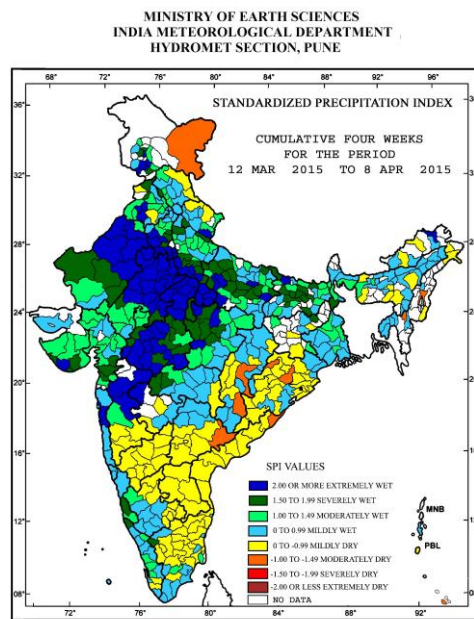 MINISTRY OF EARTH SCIENCES
INDIA METEOROLOGICAL DEPARTMENT
HYDROMET SECTION, PUNE
68° 72° 76° 80° 84° 88° 92° 96°
STANDARDIZED PRECIPITATION INDEX
CUMULATIVE FOUR WEEKS
FOR THE PERIOD
12 MAR 2015 TO 8 APR 2015
36°
32°
28°
24°
20°
16°
12°
08°
SPI VALUES
2.00 OR MORE EXTREMELY WET
1.50 TO 1.99 SEVERELY WET
1.00 TO 1.49 MODERATELY WET
0 TO 0.99 MILDLY WET
0 TO -0.99 MILDLY DRY
-1.00 TO -1.49 MODERATELY DRY
-1.50 TO -1.99 SEVERELY DRY
-2.00 OR LESS EXTREMELY DRY
NO DATA
MNB
PBL
72° 76° 80° 84° 92°